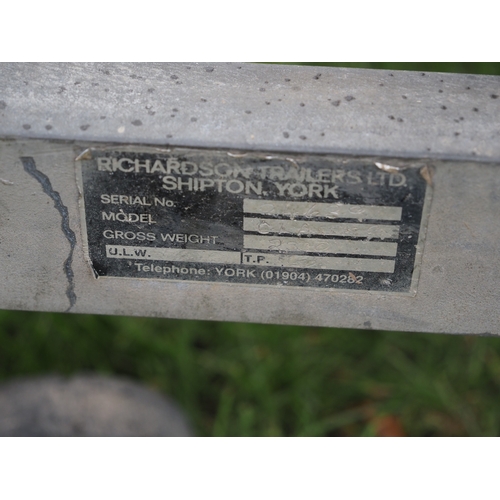 RICHARDSON TRAILERS LTD.
SHIPTON, YORK
SERIAL No.
MODEL
GROSS WEIGHT
U.L.W. T.P.
Telephone: YORK (01904) 470282